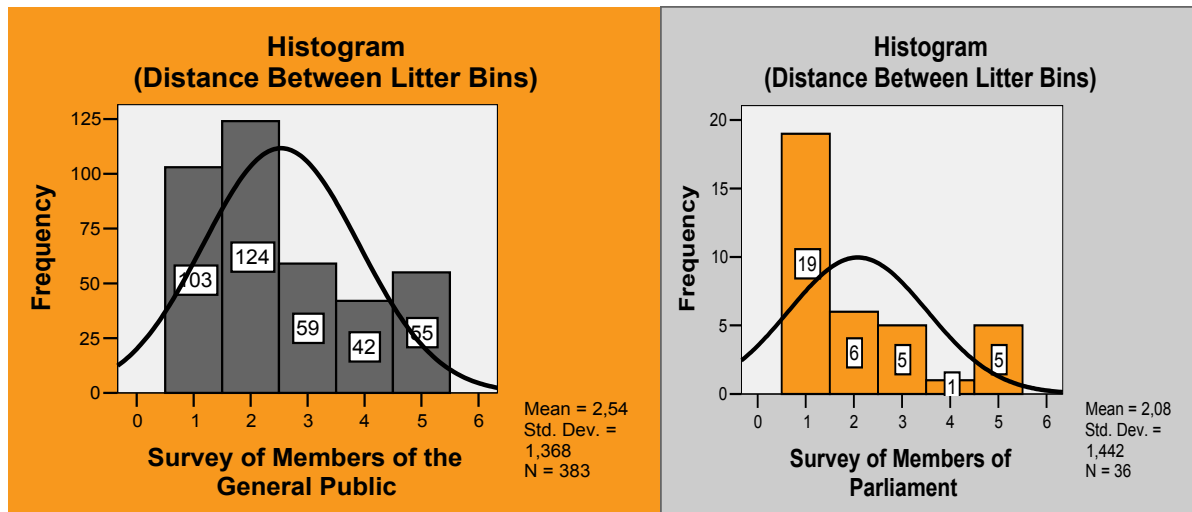 Histogram
(Distance Between Litter Bins)
125
100
75
50
25
0
Frequency
103
124
59
42
55
0 1 2 3 4 5 6
Survey of Members of the
General Public
Mean = 2,54
Std. Dev. =
1,368
N = 383
Histogram
(Distance Between Litter Bins)
20
15
10
5
0
Frequency
19
6
5
1
5
0 1 2 3 4 5 6
Survey of Members of
Parliament
Mean = 2,08
Std. Dev. =
1,442
N = 36